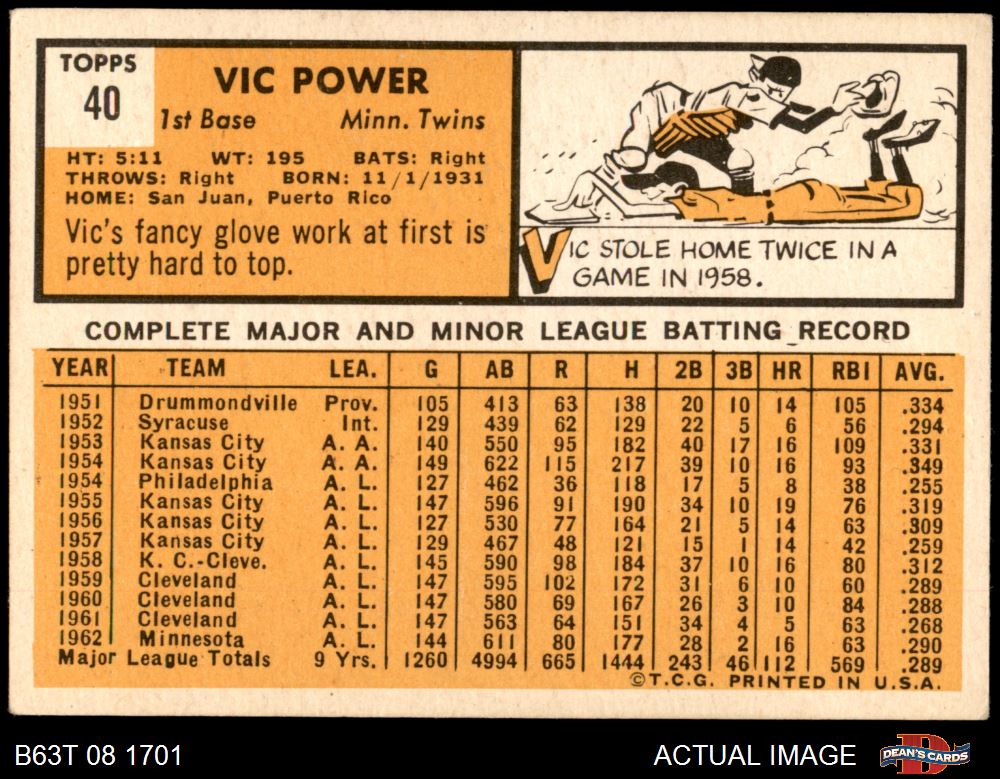 TOPPS
40
VIC POWER
1st Base Minn. Twins
HT: 5:11 WT: 195 BATS: Right
THROWS: Right BORN: 11/1/1931
HOME: San Juan, Puerto Rico
Vic's fancy glove work at first is
pretty hard to top.
VIC STOLE HOME TWICE IN A
GAME IN 1958.
COMPLETE MAJOR AND MINOR LEAGUE BATTING RECORD
YEAR TEAM LEA. G AB R H 2B 3B HR RBI AVG.
1951 Drummondville Prov. 105 413 63 138 20 10 14 105 .334
1952 Syracuse Int. 129 439 62 129 22 5 6 56 .294
1953 Kansas City A. A. 140 550 95 182 40 17 16 109 .331
1954 Kansas City A. A. 149 622 115 217 39 10 16 93 .349
1954 Philadelphia A. L. 127 462 36 118 17 5 8 38 .255
1955 Kansas City A. L. 147 596 91 190 34 10 19 76 .319
1956 Kansas City A. L. 127 530 77 164 21 5 14 63 .309
1957 Kansas City A. L. 129 467 48 121 15 1 14 42 .259
1958 K. C.-Cleve. A. L. 145 590 98 184 37 10 16 80 .312
1959 Cleveland A. L. 147 595 102 172 31 6 10 60 .289
1960 Cleveland A. L. 147 580 69 167 26 3 10 84 .288
1961 Cleveland A. L. 147 563 64 151 34 4 5 63 .268
1962 Minnesota A. L. 144 611 80 177 28 2 16 63 .290
Major League Totals 9 Yrs. 1260 4994 665 1444 243 46 112 569 .289
©T.C.G. PRINTED IN U.S.A.
B63T 08 1701 ACTUAL IMAGE DEAN'S CARDS